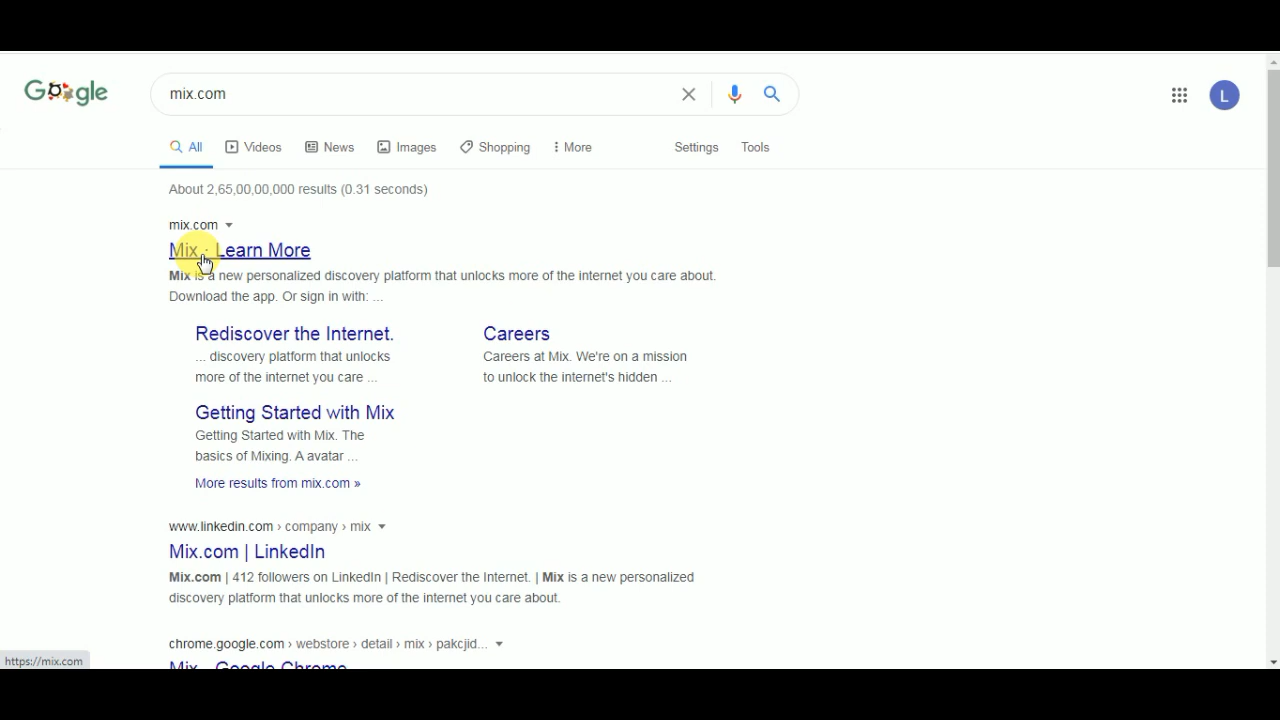 Google
mix.com
All Videos News Images Shopping More Settings Tools
About 2,65,00,00,000 results (0.31 seconds)
mix.com
Mix · Learn More
Mix is a new personalized discovery platform that unlocks more of the internet you care about.
Download the app. Or sign in with: ...
Rediscover the Internet.
... discovery platform that unlocks
more of the internet you care ...
Careers
Careers at Mix. We're on a mission
to unlock the internet's hidden ...
Getting Started with Mix
Getting Started with Mix. The
basics of Mixing. A avatar ...
More results from mix.com »
www.linkedin.com › company › mix
Mix.com | LinkedIn
Mix.com | 412 followers on LinkedIn | Rediscover the Internet. | Mix is a new personalized
discovery platform that unlocks more of the internet you care about.
chrome.google.com › webstore › detail › mix › pakcjid...
Mix - Google Chrome
L
https://mix.com